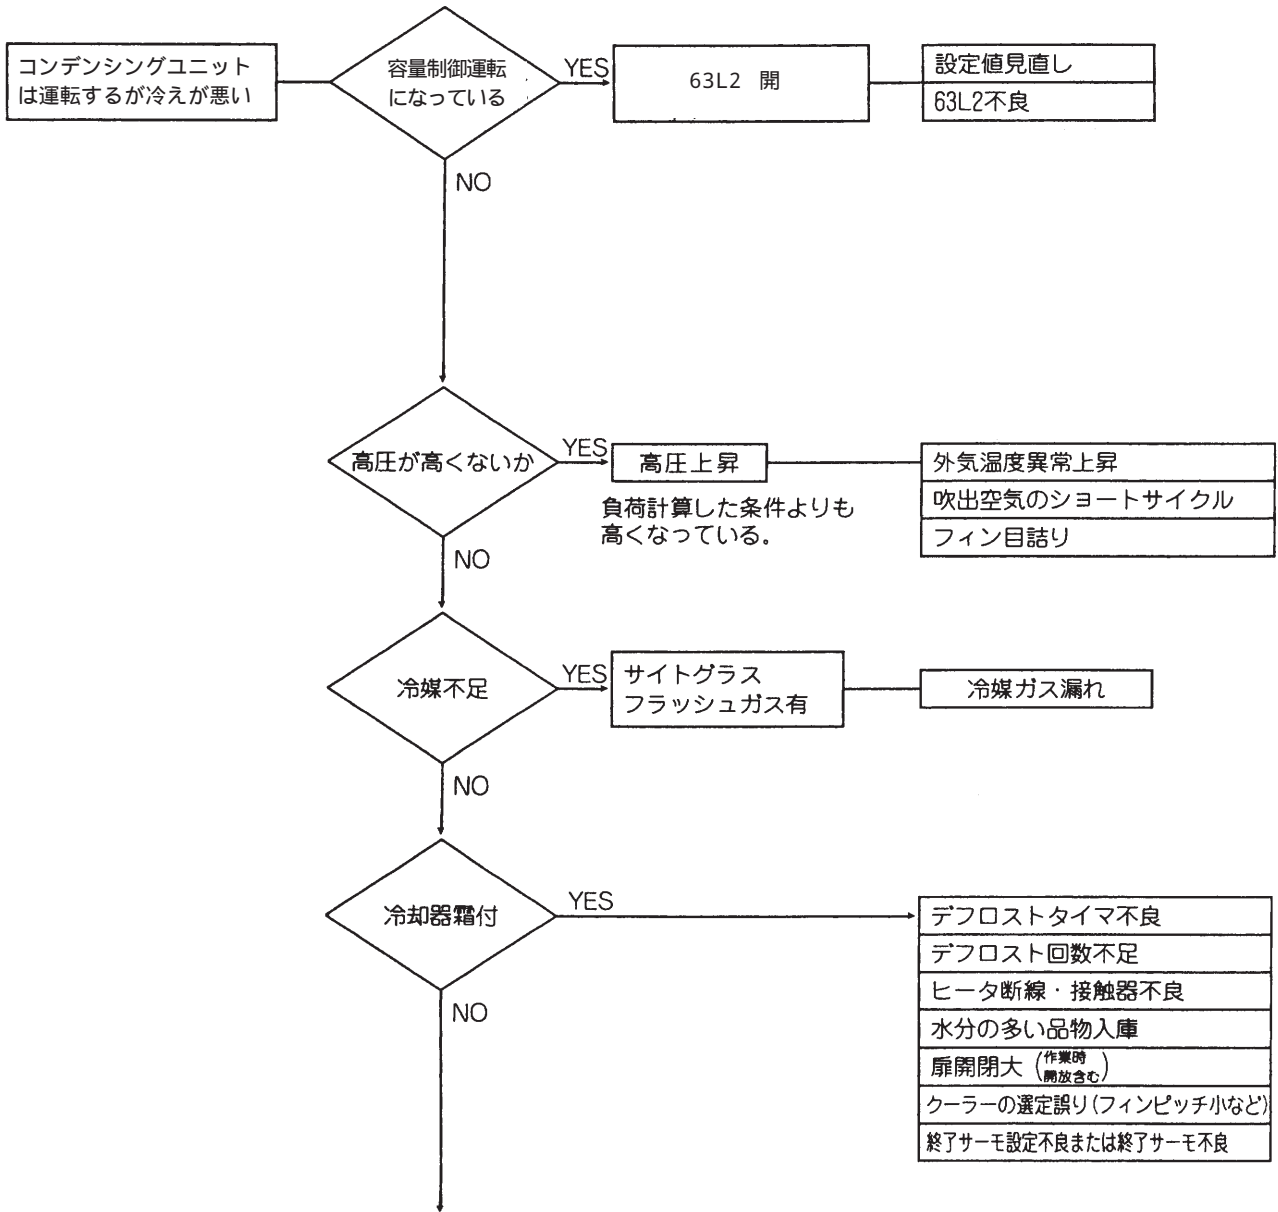 コンデンシングユニット
は運転するが冷えが悪い
容量制御運転
になっている
YES
63L2 開
設定値見直し
63L2不良
NO
高圧が高くないか
YES
高圧上昇
負荷計算した条件よりも
高くなっている。
外気温度異常上昇
吹出空気のショートサイクル
フィン目詰り
NO
冷媒不足
YES
サイトグラス
フラッシュガス有
冷媒ガス漏れ
NO
冷却器霜付
YES
デフロストタイマ不良
デフロスト回数不足
ヒータ断線・接触器不良
水分の多い品物入庫
扉開閉大(作業時
開放含む)
クーラーの選定誤り(フィンピッチ小など)
終了サーモ設定不良または終了サーモ不良
NO